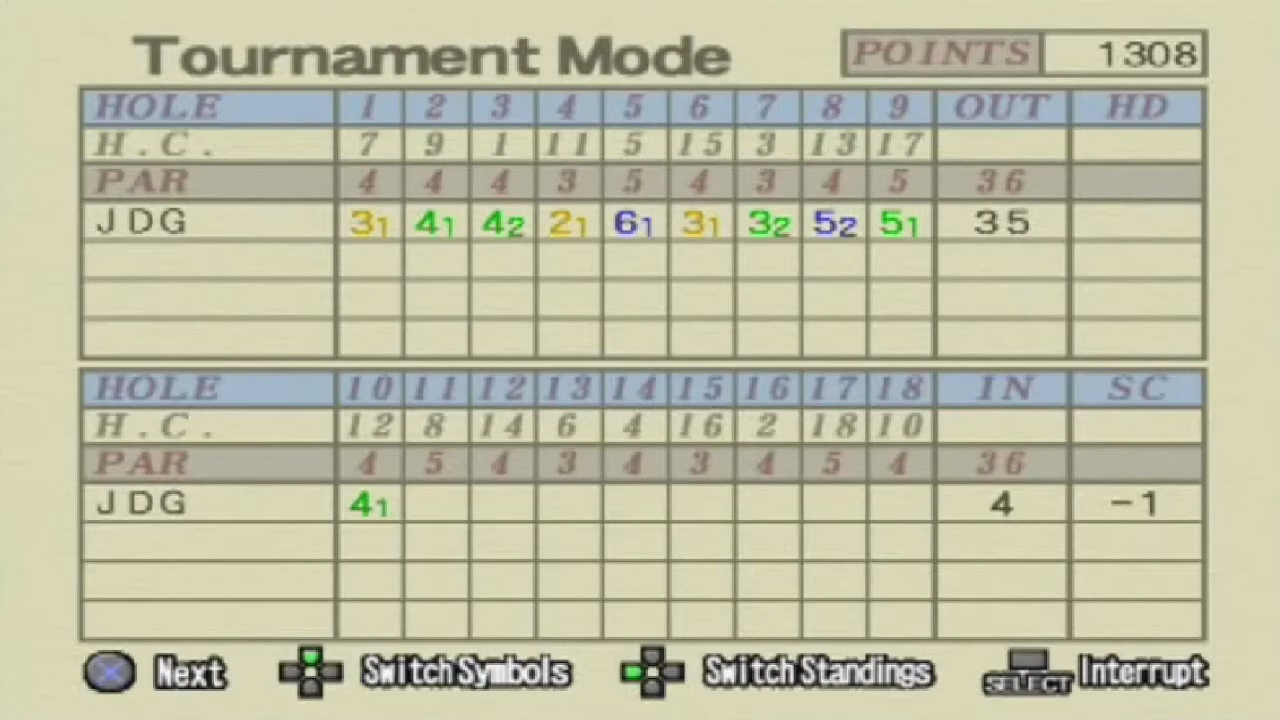 Tournament Mode POINTS 1308
HOLE 1 2 3 4 5 6 7 8 9 OUT HD
H.C. 7 9 1 11 5 15 3 13 17
PAR 4 4 4 3 5 4 3 4 5 36
JDG 31 41 42 21 61 31 32 52 51 35
HOLE 10 11 12 13 14 15 16 17 18 IN SC
H.C. 12 8 14 6 4 16 2 18 10
PAR 4 5 4 3 4 3 4 5 4 36
JDG 41 4 -1
Next SwitchSymbols SwitchStandings SELECT Interrupt